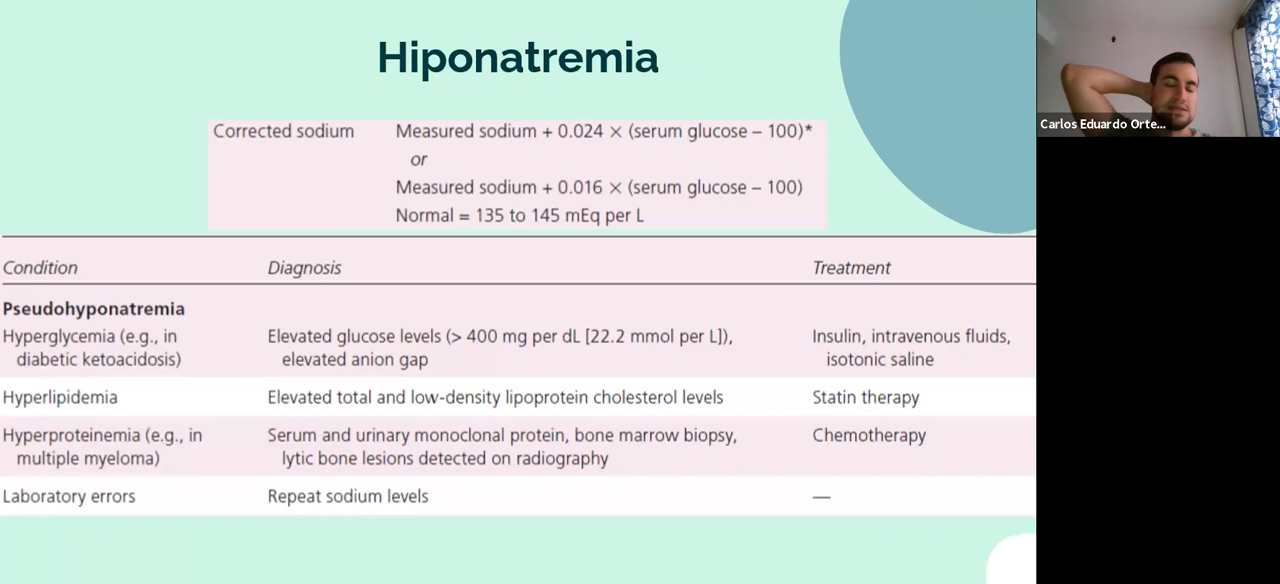 Hiponatremia
Corrected sodium Measured sodium + 0.024 × (serum glucose – 100)*
or
Measured sodium + 0.016 × (serum glucose – 100)
Normal = 135 to 145 mEq per L
Condition Diagnosis Treatment
Pseudohyponatremia
Hyperglycemia (e.g., in Elevated glucose levels (> 400 mg per dL [22.2 mmol per L]), Insulin, intravenous fluids,
diabetic ketoacidosis) elevated anion gap isotonic saline
Hyperlipidemia Elevated total and low-density lipoprotein cholesterol levels Statin therapy
Hyperproteinemia (e.g., in Serum and urinary monoclonal protein, bone marrow biopsy, Chemotherapy
multiple myeloma) lytic bone lesions detected on radiography
Laboratory errors Repeat sodium levels —
Carlos Eduardo Orte...